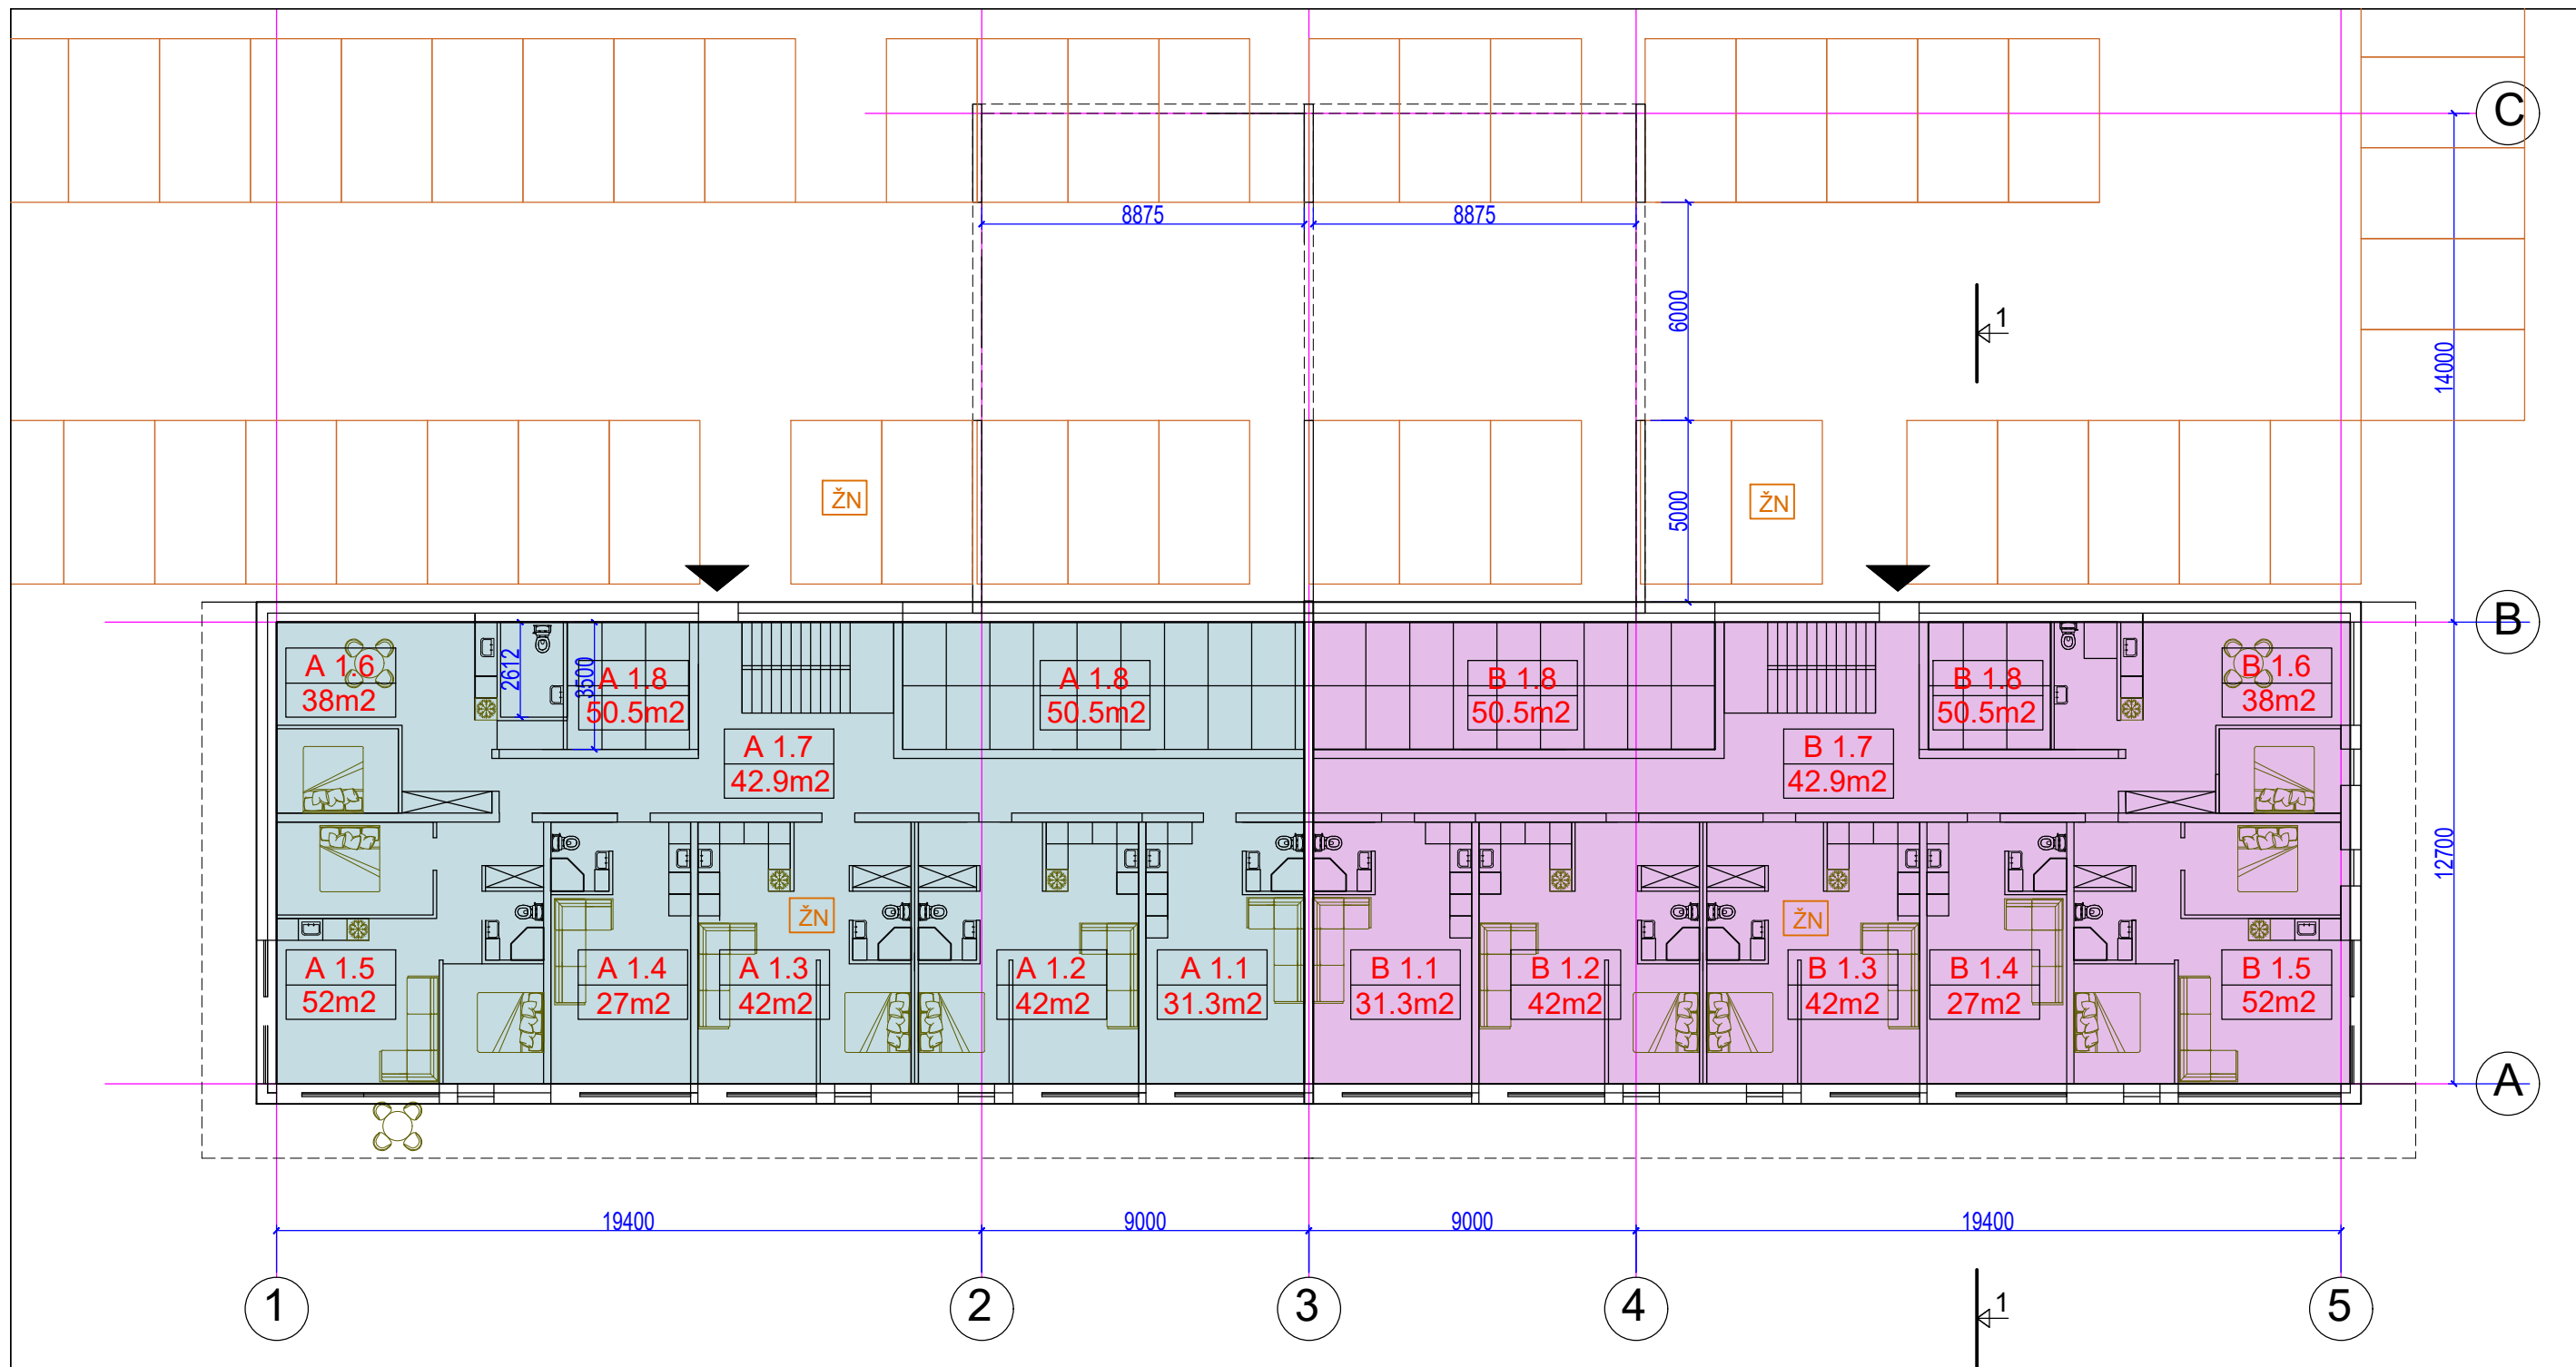 C
8875
8875
6000
1
14000
5000
ŽN
ŽN
B
2612
3500
A 1.6
38m2
A 1.8
50.5m2
A 1.8
50.5m2
B 1.8
50.5m2
B 1.8
50.5m2
B 1.6
38m2
A 1.7
42.9m2
B 1.7
42.9m2
12700
ŽN
ŽN
A 1.5
52m2
A 1.4
27m2
A 1.3
42m2
A 1.2
42m2
A 1.1
31.3m2
B 1.1
31.3m2
B 1.2
42m2
B 1.3
42m2
B 1.4
27m2
B 1.5
52m2
A
19400
9000
9000
19400
1
2
3
4
1
5